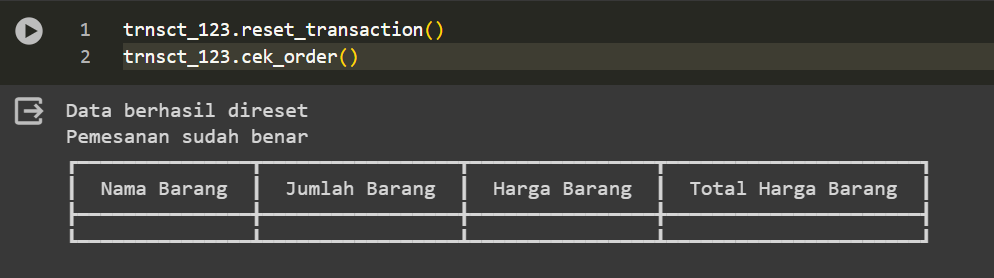 1 trnsct_123.reset_transaction()
2 trnsct_123.cek_order()
Data berhasil direset
Pemesanan sudah benar
Nama Barang Jumlah Barang Harga Barang Total Harga Barang